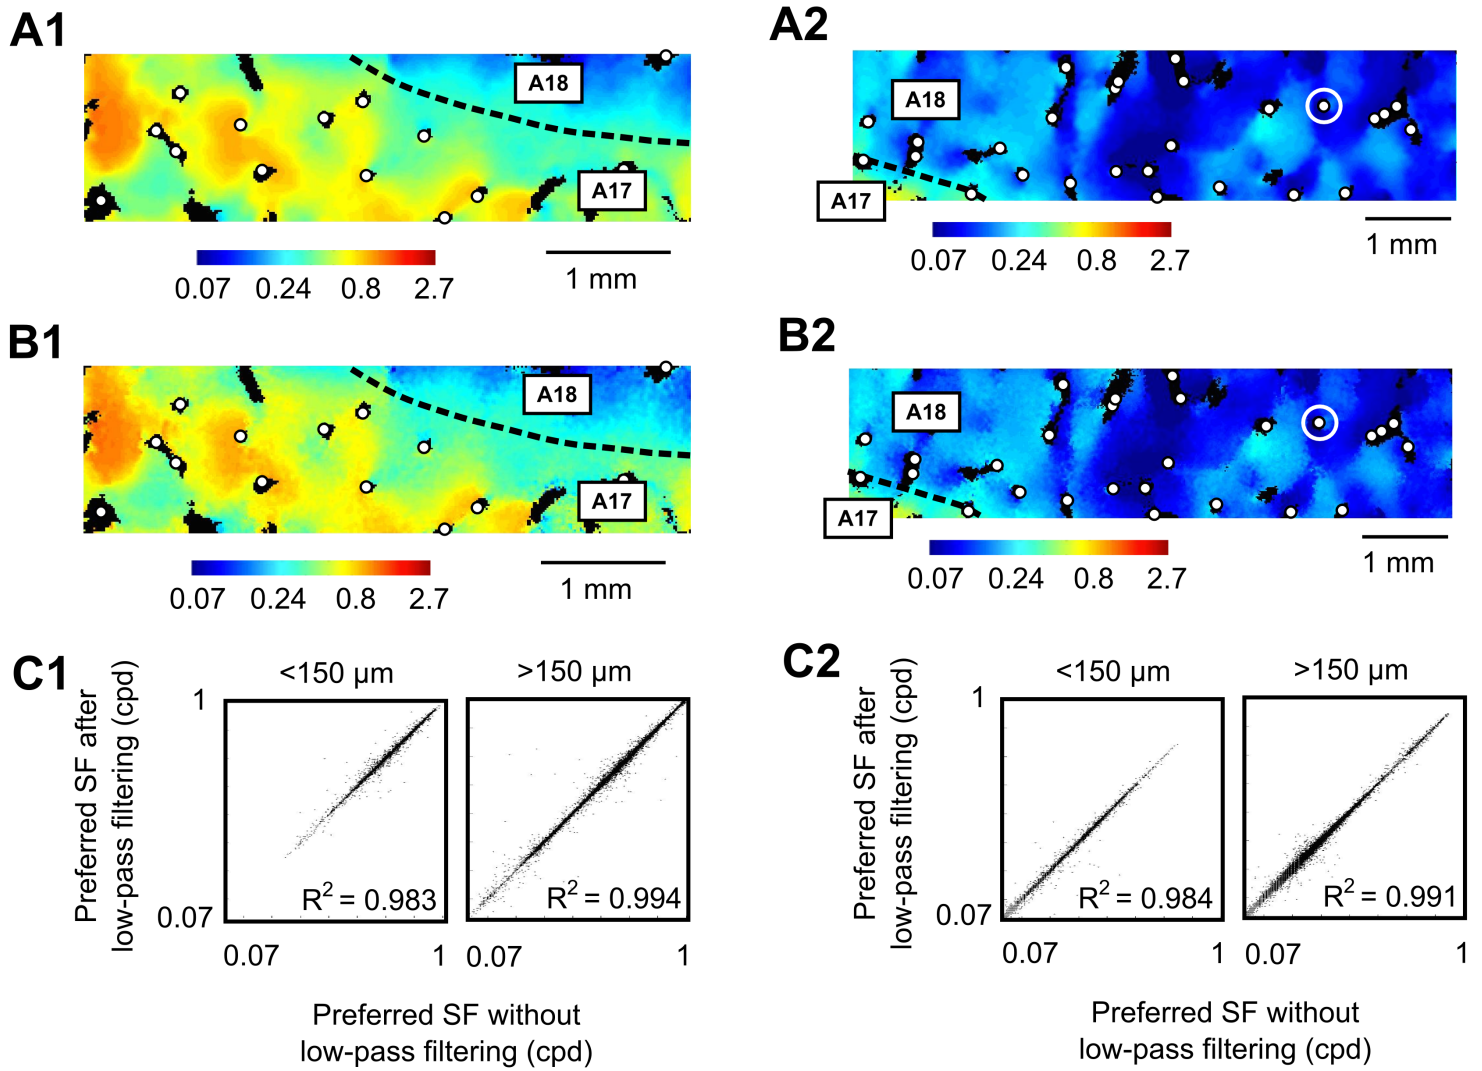 A1
A18
A17
0.07 0.24 0.8 2.7
1 mm
A2
A18
A17
0.07 0.24 0.8 2.7
1 mm
B1
A18
A17
0.07 0.24 0.8 2.7
1 mm
B2
A18
A17
0.07 0.24 0.8 2.7
1 mm
C1
<150 µm
>150 µm
Preferred SF after
low-pass filtering (cpd)
1
0.07
R² = 0.983
R² = 0.994
0.07 1 0.07 1
Preferred SF without
low-pass filtering (cpd)
C2
<150 µm
>150 µm
Preferred SF after
low-pass filtering (cpd)
1
0.07
R² = 0.984
R² = 0.991
0.07 1 0.07 1
Preferred SF without
low-pass filtering (cpd)